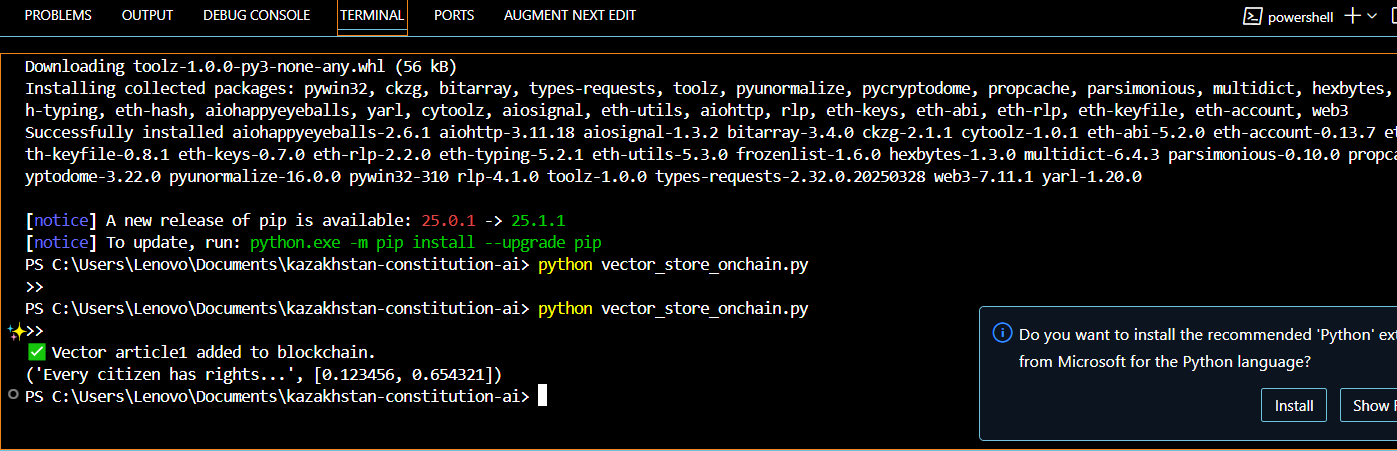 PROBLEMS OUTPUT DEBUG CONSOLE TERMINAL PORTS AUGMENT NEXT EDIT powershell
Downloading toolz-1.0.0-py3-none-any.whl (56 kB)
Installing collected packages: pywin32, ckzg, bitarray, types-requests, toolz, pyunormalize, pycryptodome, propcache, parsimonious, multidict, hexbytes,
h-typing, eth-hash, aiohappyeyeballs, yarl, cytoolz, aiosignal, eth-utils, aiohttp, rlp, eth-keys, eth-abi, eth-rlp, eth-keyfile, eth-account, web3
Successfully installed aiohappyeyeballs-2.6.1 aiohttp-3.11.18 aiosignal-1.3.2 bitarray-3.4.0 ckzg-2.1.1 cytoolz-1.0.1 eth-abi-5.2.0 eth-account-0.13.7 et
th-keyfile-0.8.1 eth-keys-0.7.0 eth-rlp-2.2.0 eth-typing-5.2.1 eth-utils-5.3.0 frozenlist-1.6.0 hexbytes-1.3.0 multidict-6.4.3 parsimonious-0.10.0 propca
yptodome-3.22.0 pyunormalize-16.0.0 pywin32-310 rlp-4.1.0 toolz-1.0.0 types-requests-2.32.0.20250328 web3-7.11.1 yarl-1.20.0
[notice] A new release of pip is available: 25.0.1 -> 25.1.1
[notice] To update, run: python.exe -m pip install --upgrade pip
PS C:\Users\Lenovo\Documents\kazakhstan-constitution-ai> python vector_store_onchain.py
>>
PS C:\Users\Lenovo\Documents\kazakhstan-constitution-ai> python vector_store_onchain.py
>>
✅ Vector article1 added to blockchain.
('Every citizen has rights...', [0.123456, 0.654321])
PS C:\Users\Lenovo\Documents\kazakhstan-constitution-ai>
Do you want to install the recommended 'Python' ext
from Microsoft for the Python language?
Install Show